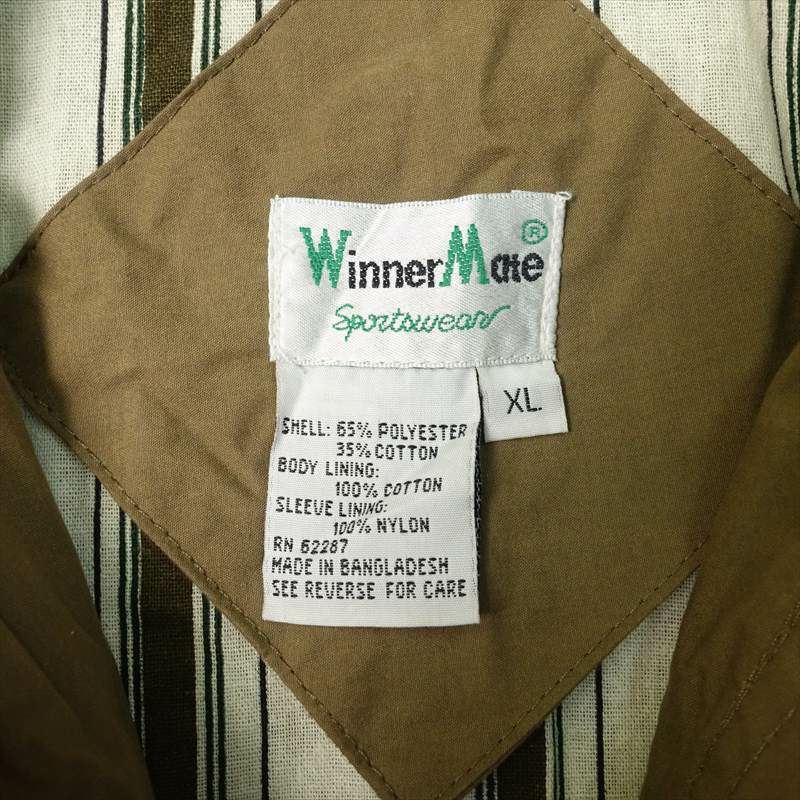 WinnerMate ®
Sportswear
XL.
SHELL: 65% POLYESTER
35% COTTON
BODY LINING:
100% COTTON
SLEEVE LINING:
100% NYLON
RN 62287
MADE IN BANGLADESH
SEE REVERSE FOR CARE